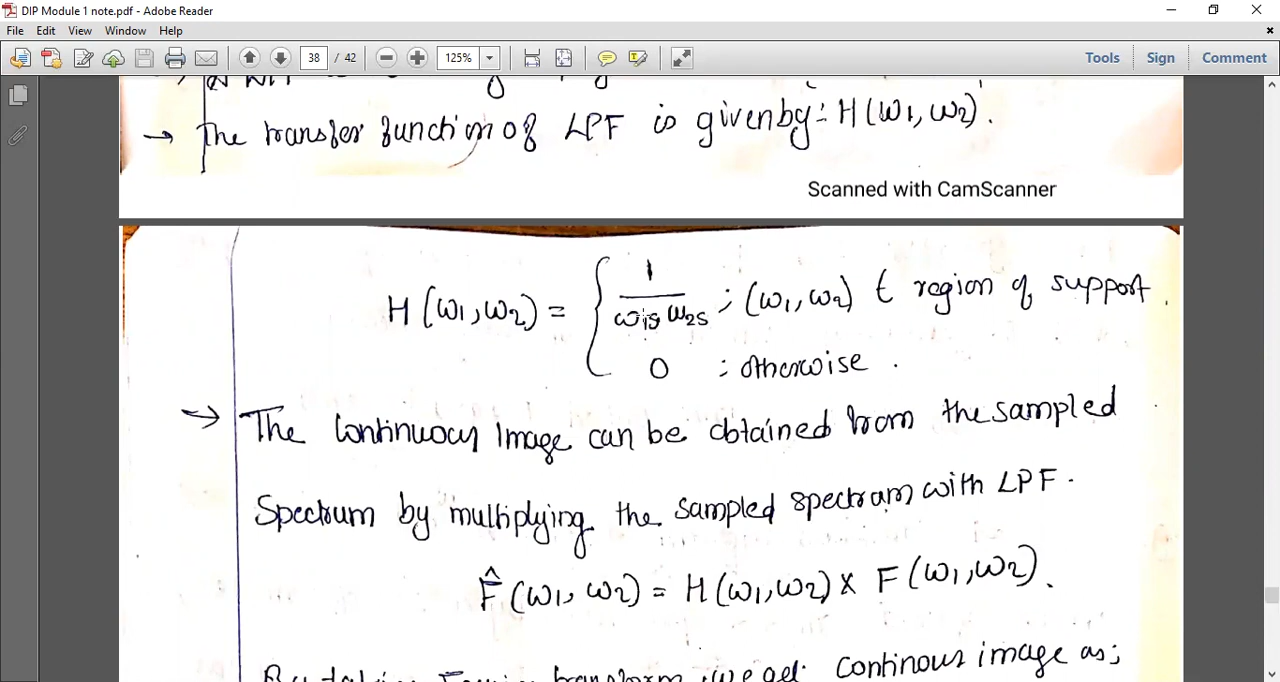 DIP Module 1 note.pdf - Adobe Reader
File Edit View Window Help
38 / 42 125% Tools Sign Comment
→ The transfer function of LPF is given by:- H(ω1, ω2).
Scanned with CamScanner
H(ω1, ω2) = { 1/(ω1s ω2s) ; (ω1, ω2) ∈ region of support.
0 ; otherwise.
→ The Continuous Image can be obtained from the sampled
Spectrum by multiplying the sampled spectrum with LPF.
F̂(ω1, ω2) = H(ω1, ω2) × F(ω1, ω2).
continous image as;